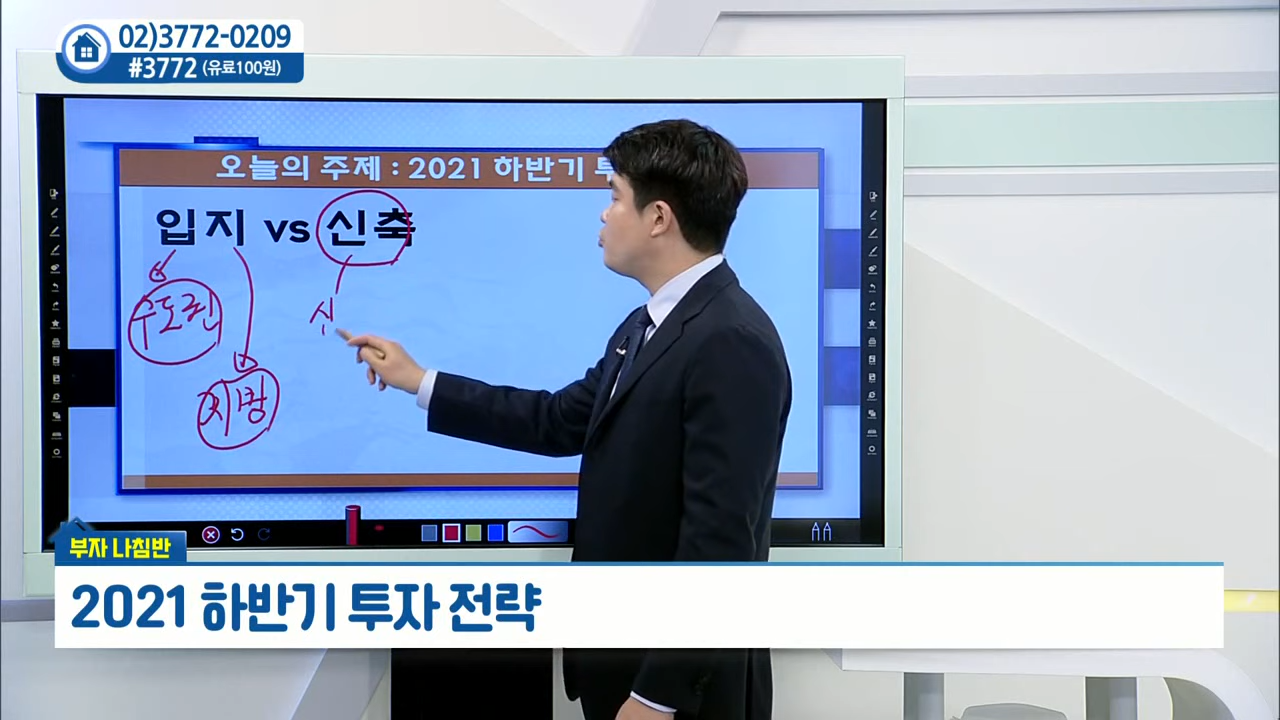 02)3772-0209
#3772 (유료100원)
오늘의 주제 : 2021 하반기 투
입지 vs 신축
수도권
신
지방
AA
부자 나침반
2021 하반기 투자 전략